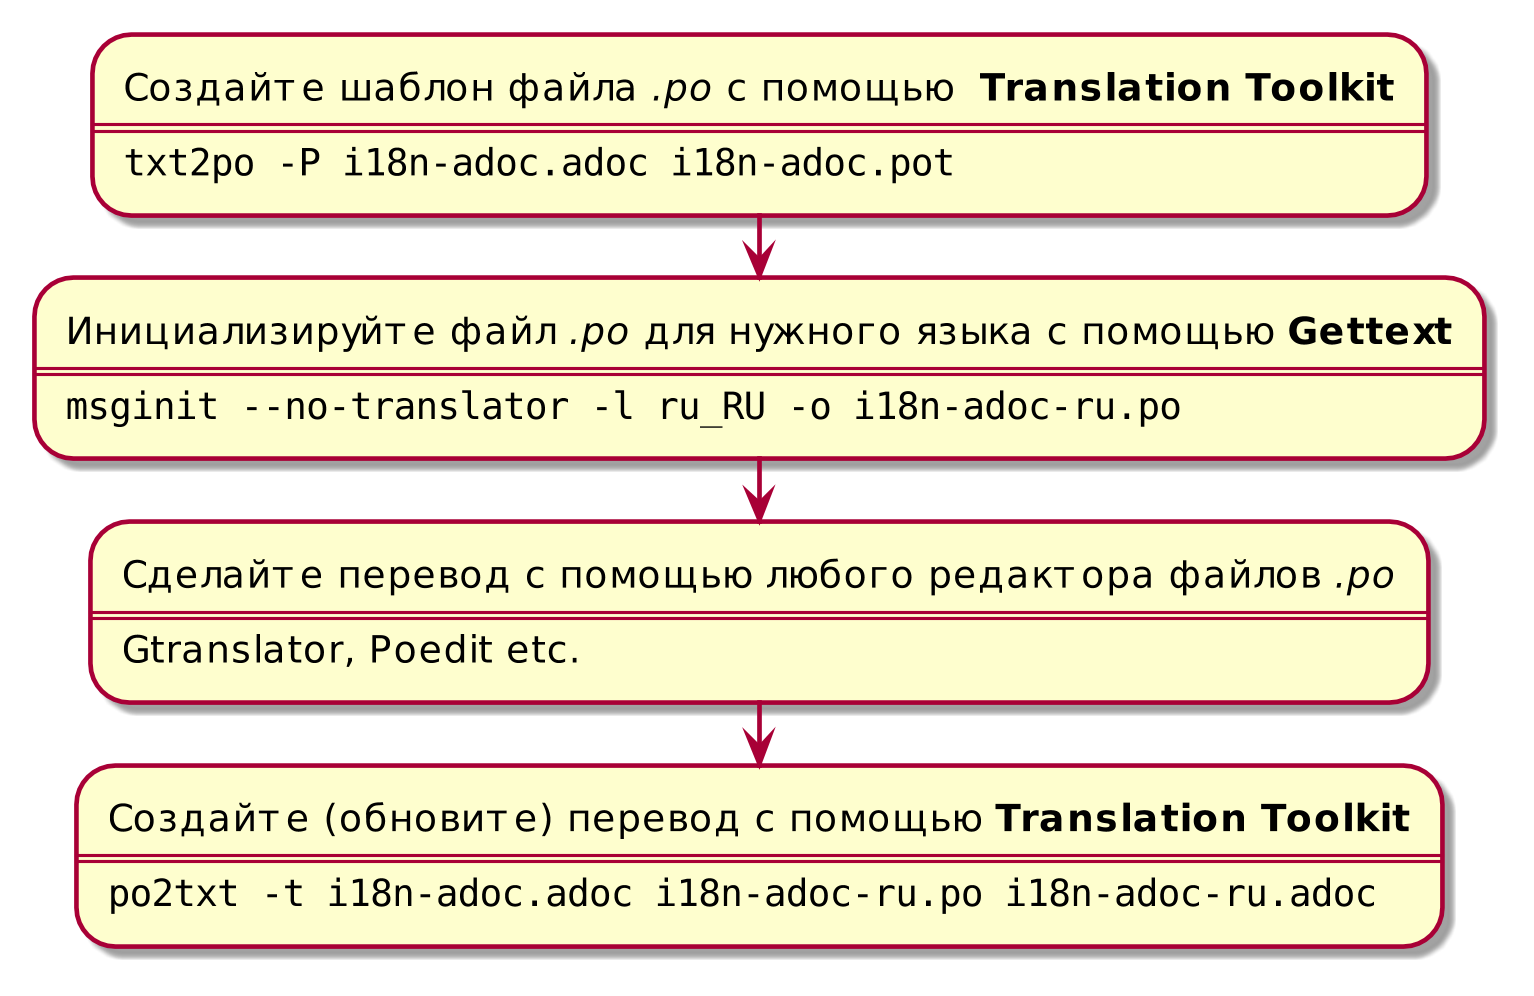 Создайте шаблон файла .po с помощью Translation Toolkit
txt2po -P i18n-adoc.adoc i18n-adoc.pot
Инициализируйте файл .po для нужного языка с помощью Gettext
msginit --no-translator -l ru_RU -o i18n-adoc-ru.po
Сделайте перевод с помощью любого редактора файлов .po
Gtranslator, Poedit etc.
Создайте (обновите) перевод с помощью Translation Toolkit
po2txt -t i18n-adoc.adoc i18n-adoc-ru.po i18n-adoc-ru.adoc